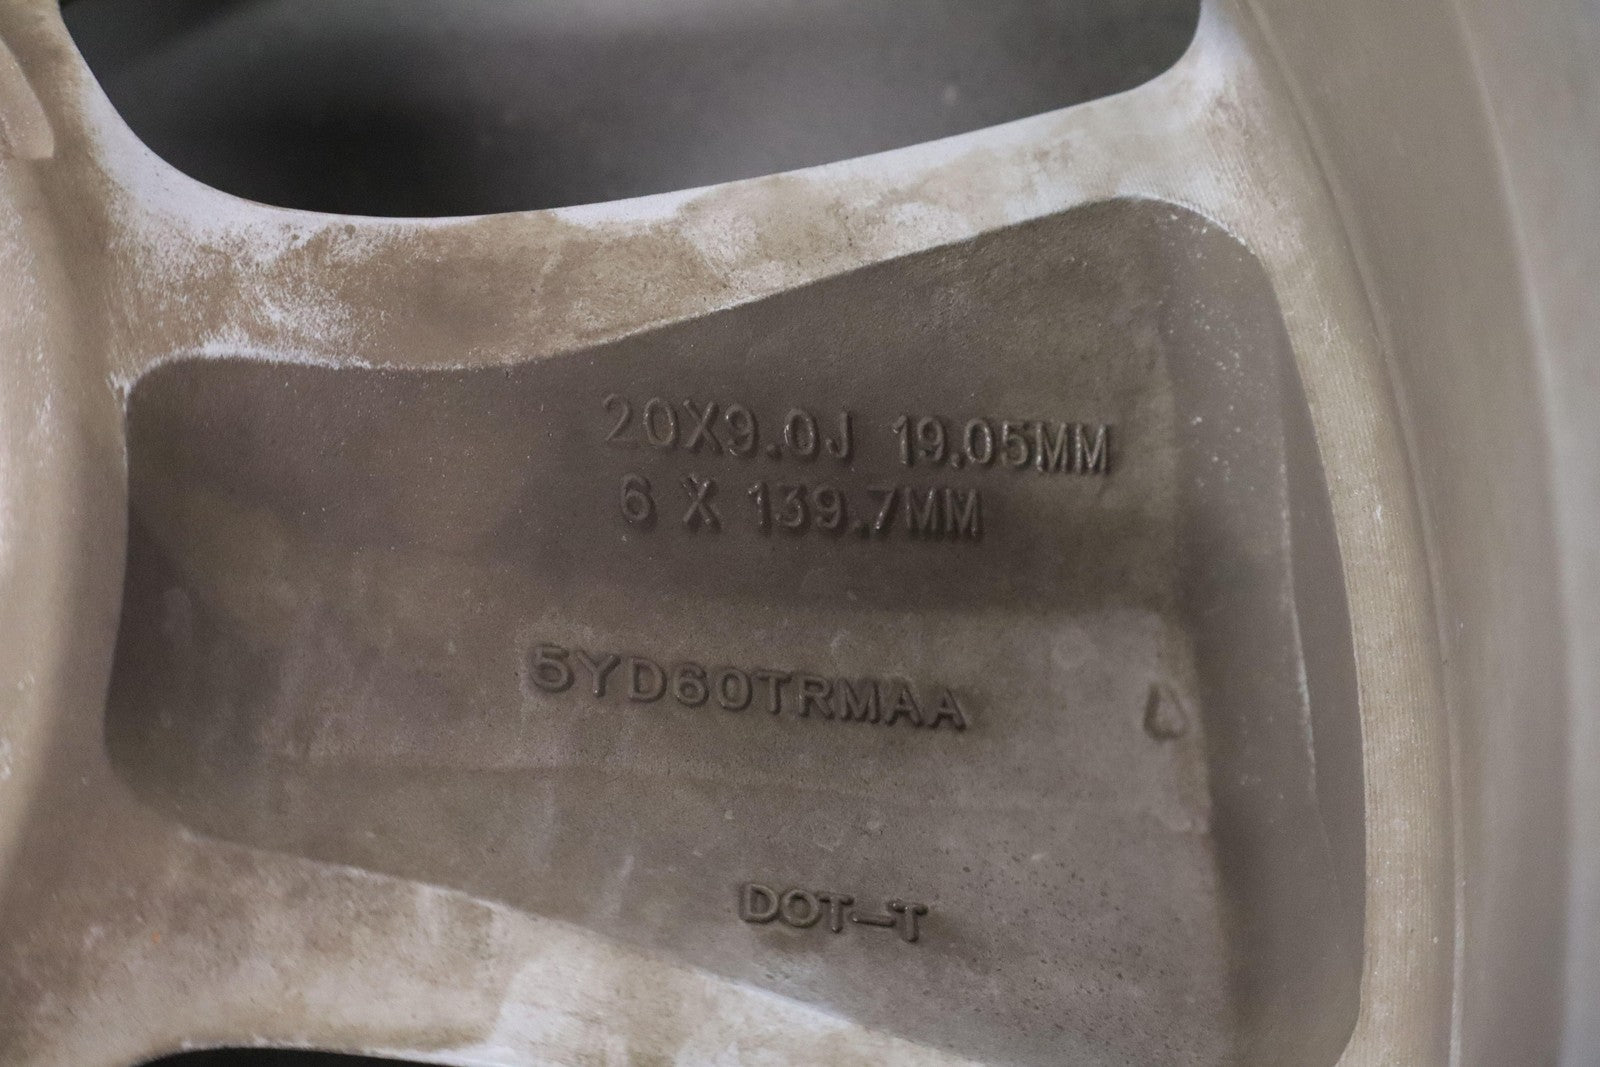 20X9.0J 19.05MM
6 X 139.7MM
5YD60TRMAA
DOT-T